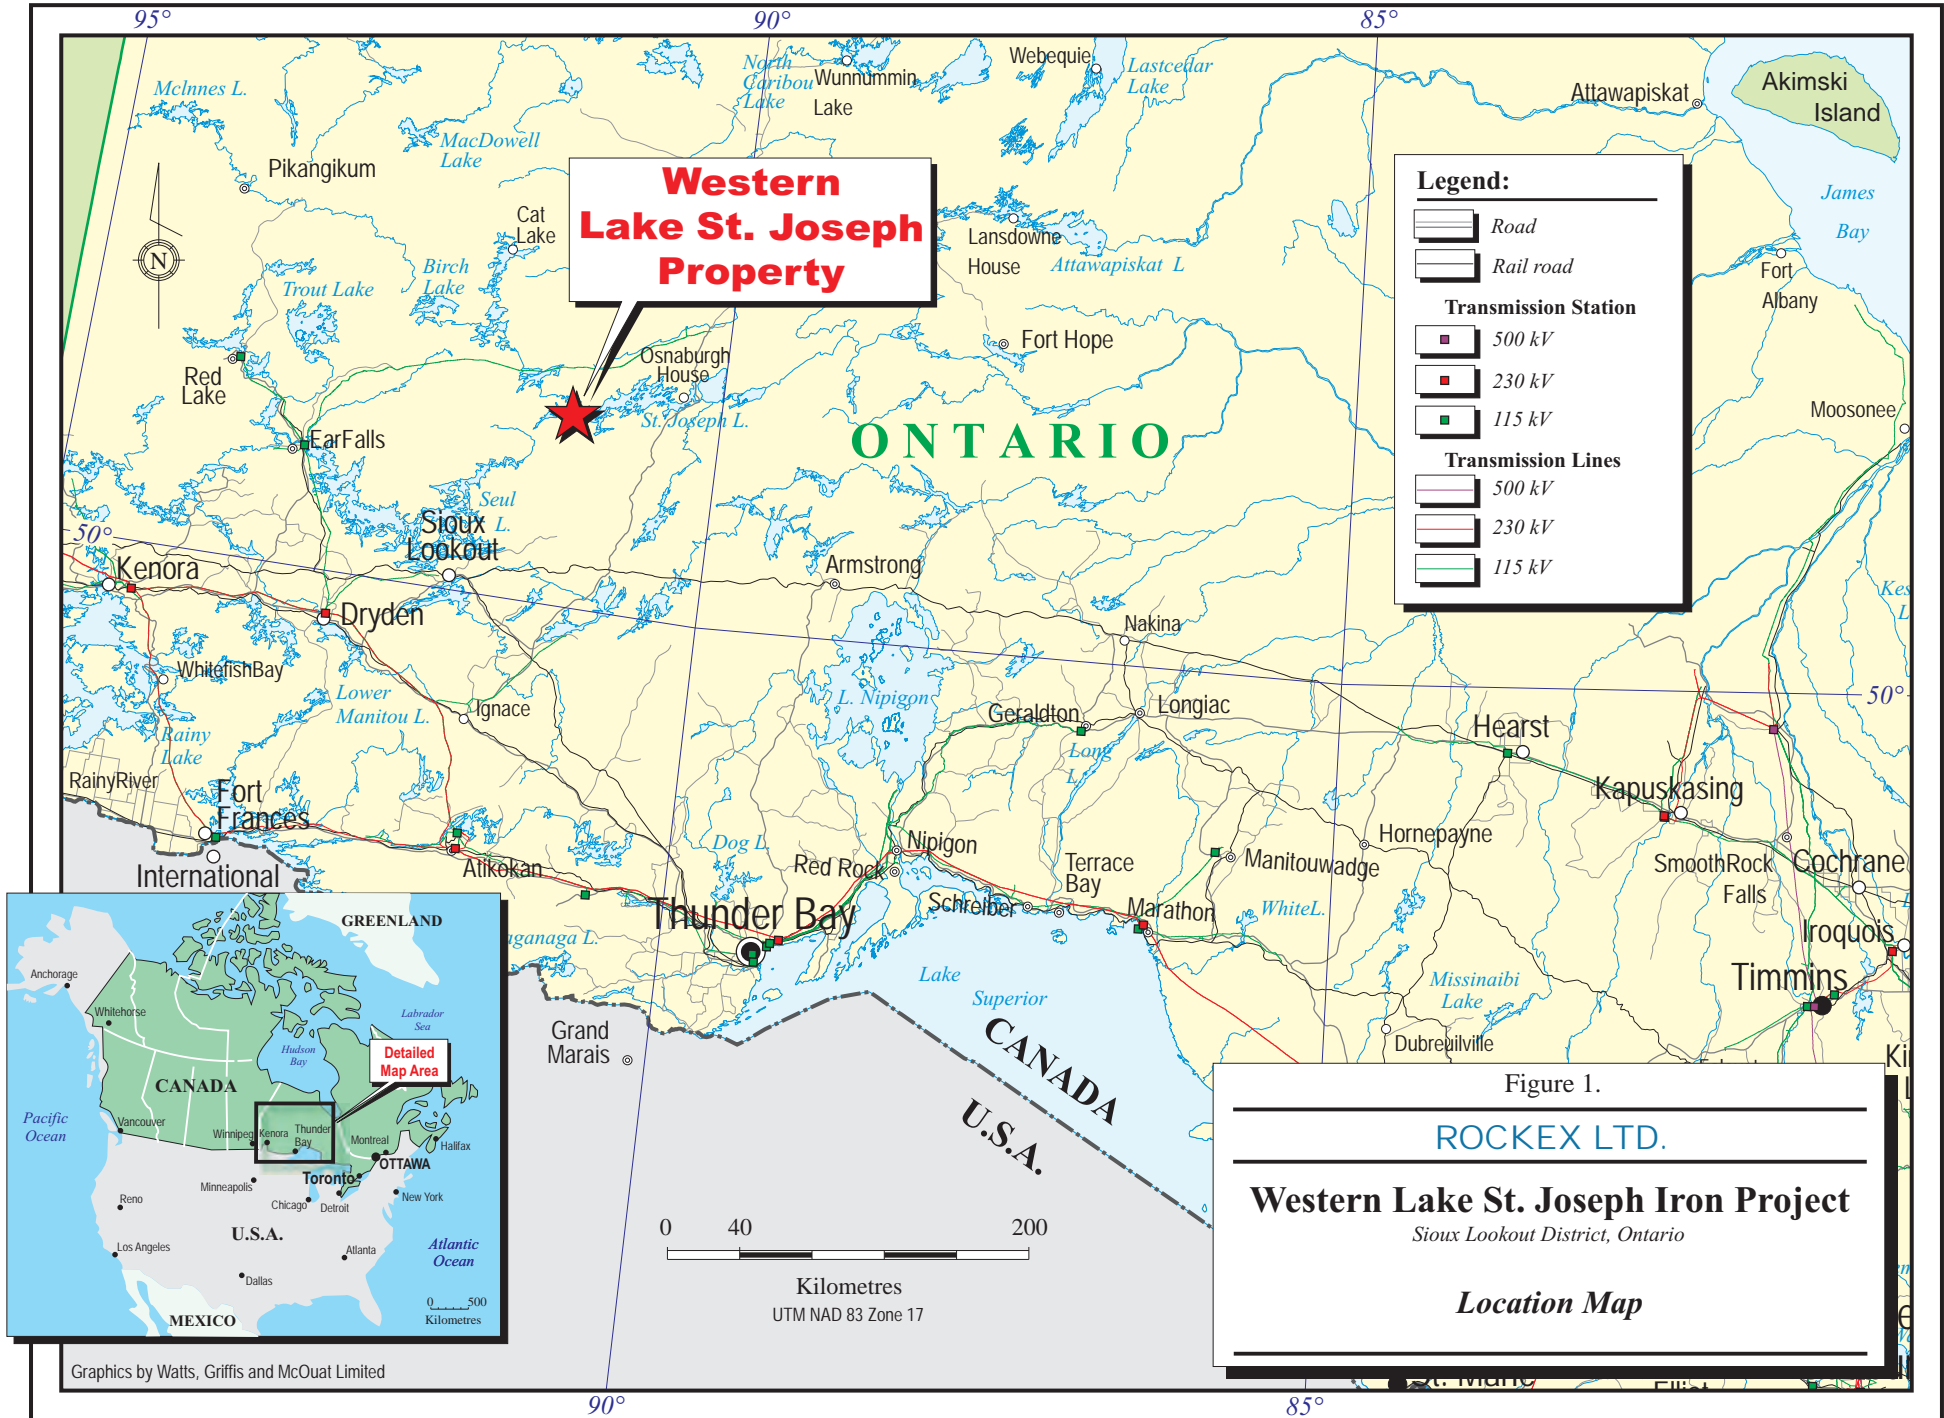 95°
90°
85°
McInnes L.
North
Caribou
Lake
Wunnummin
Lake
Webequie
Lastcedar
Lake
Attawapiskat
Akimski
Island
MacDowell
Lake
Pikangikum
Western
Lake St. Joseph
Property
Legend:
Road
Rail road
Transmission Station
500 kV
230 kV
115 kV
Transmission Lines
500 kV
230 kV
115 kV
James
Bay
Cat
Lake
Lansdowne
House
Attawapiskat L
Fort
Albany
N
Birch
Lake
Trout Lake
Fort Hope
Osnaburgh
House
Red
Lake
St. Joseph L.
ONTARIO
Moosonee
EarFalls
Seul
L.
Sioux
Lookout
50°
Kenora
Armstrong
Dryden
Nakina
Kes
L
WhitefishBay
Lower
Manitou L.
Ignace
L. Nipigon
Geraldton
Longiac
50°
Rainy
Lake
Long
L.
Hearst
RainyRiver
Fort
Frances
Kapuskasing
International
Atikokan
Dog L.
Red Rock
Nipigon
Terrace
Bay
Hornepayne
Manitouwadge
SmoothRock
Falls
Cochrane
Thunder Bay
Schreiber
Marathon
WhiteL.
Iroquois
aganaga L.
Lake
Superior
Missinaibi
Lake
Timmins
Grand
Marais
CANADA
U.S.A.
Dubreuilville
Ki
L
GREENLAND
Anchorage
Whitehorse
Labrador
Sea
Hudson
Bay
Detailed
Map Area
CANADA
Pacific
Ocean
Vancouver
Winnipeg
Kenora
Thunder
Bay
Montreal
Halifax
OTTAWA
Toronto
Minneapolis
Chicago
Detroit
New York
Reno
U.S.A.
Los Angeles
Atlanta
Atlantic
Ocean
Dallas
MEXICO
0 500
Kilometres
0 40 200
Kilometres
UTM NAD 83 Zone 17
Figure 1.
ROCKEX LTD.
Western Lake St. Joseph Iron Project
Sioux Lookout District, Ontario
Location Map
Graphics by Watts, Griffis and McOuat Limited
90°
85°